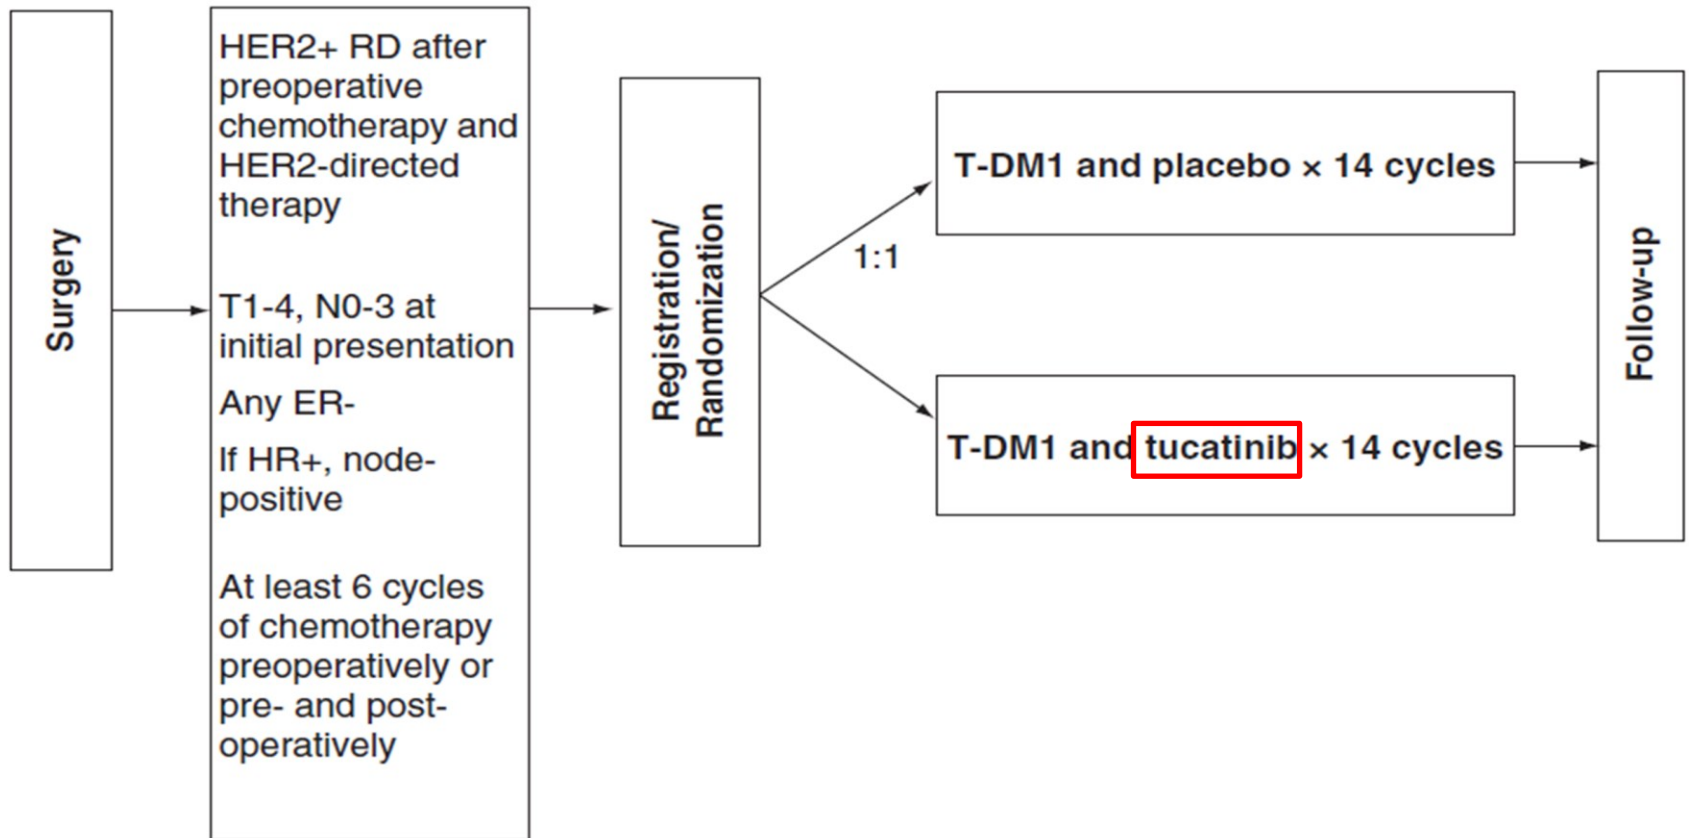 Surgery
HER2+ RD after
preoperative
chemotherapy and
HER2-directed
therapy
T1-4, N0-3 at
initial presentation
Any ER-
If HR+, node-
positive
At least 6 cycles
of chemotherapy
preoperatively or
pre- and post-
operatively
Registration/
Randomization
1:1
T-DM1 and placebo × 14 cycles
T-DM1 and tucatinib × 14 cycles
Follow-up